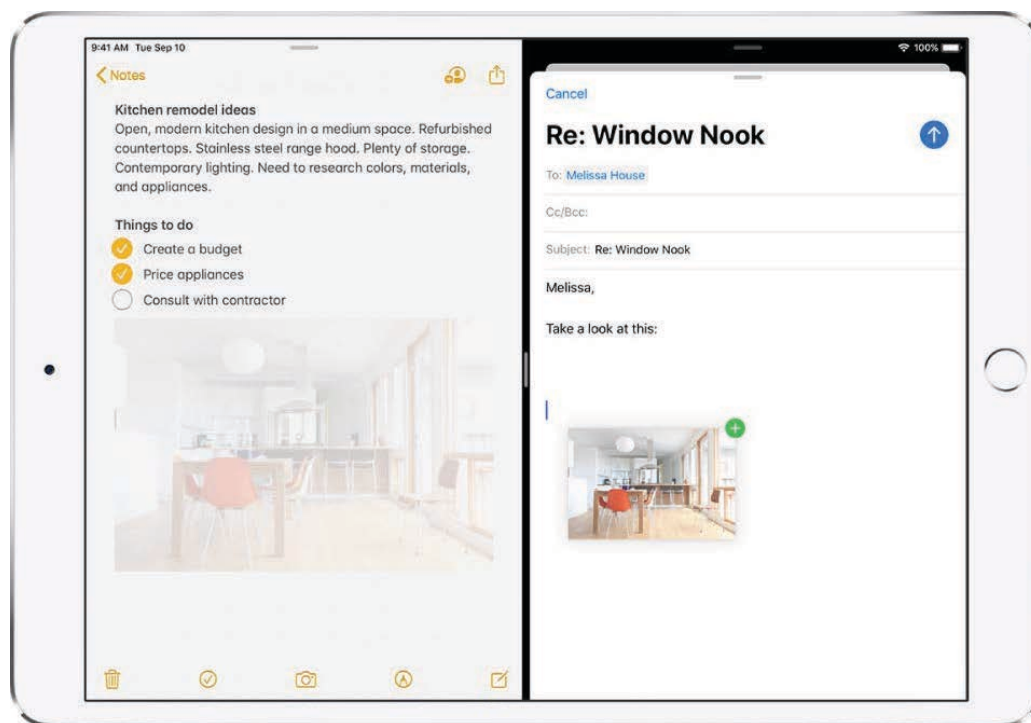 9:41 AM Tue Sep 10
Notes
Kitchen remodel ideas
Open, modern kitchen design in a medium space. Refurbished
countertops. Stainless steel range hood. Plenty of storage.
Contemporary lighting. Need to research colors, materials,
and appliances.
Things to do
Create a budget
Price appliances
Consult with contractor
100%
Cancel
Re: Window Nook
To: Melissa House
Cc/Bcc:
Subject: Re: Window Nook
Melissa,
Take a look at this: